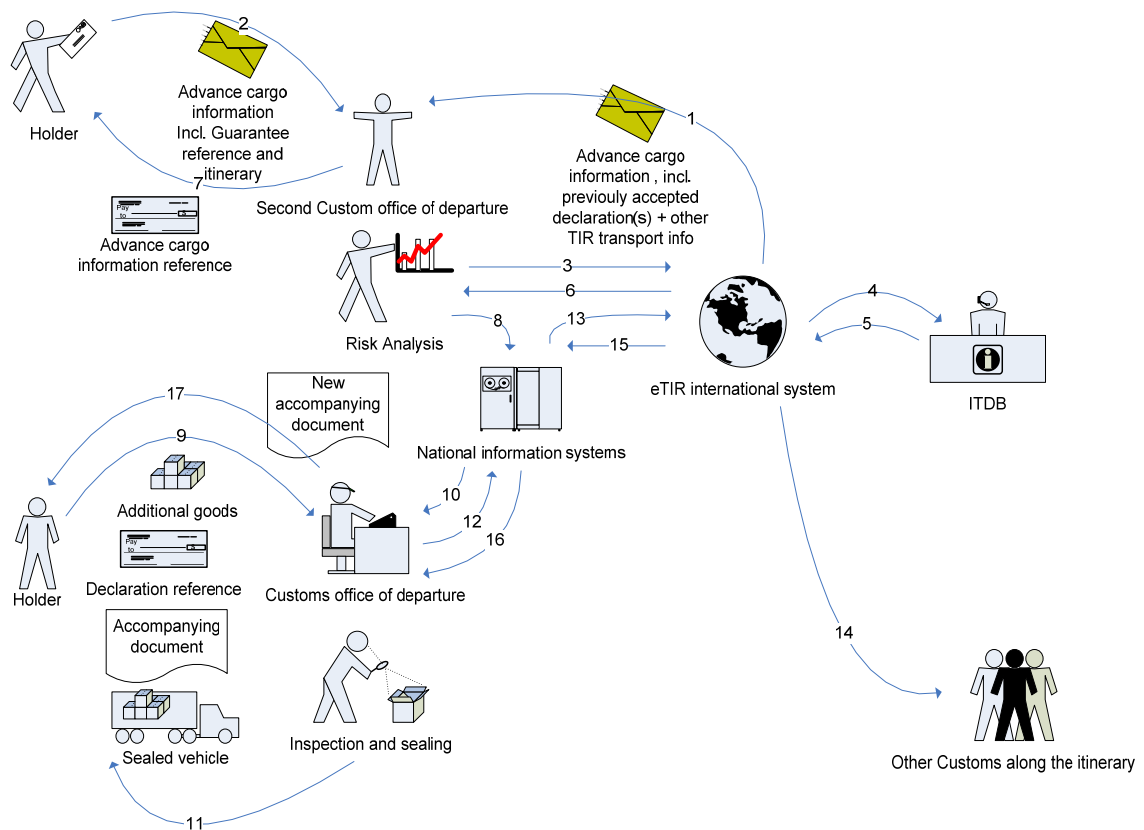 2
Advance cargo
information
Incl. Guarantee
reference and
itinerary
Holder
7
Pay
to
$
Advance cargo
information reference
Second Custom office of departure
1
Advance cargo
information , incl.
previouly accepted
declaration(s) + other
TIR transport info
3
6
Risk Analysis
8
13
15
4
5
eTIR international system
i
ITDB
National information systems
New
accompanying
document
17
9
Additional goods
Pay
to
$
Declaration reference
Holder
10
12
16
Customs office of departure
Accompanying
document
Sealed vehicle
Inspection and sealing
11
14
Other Customs along the itinerary